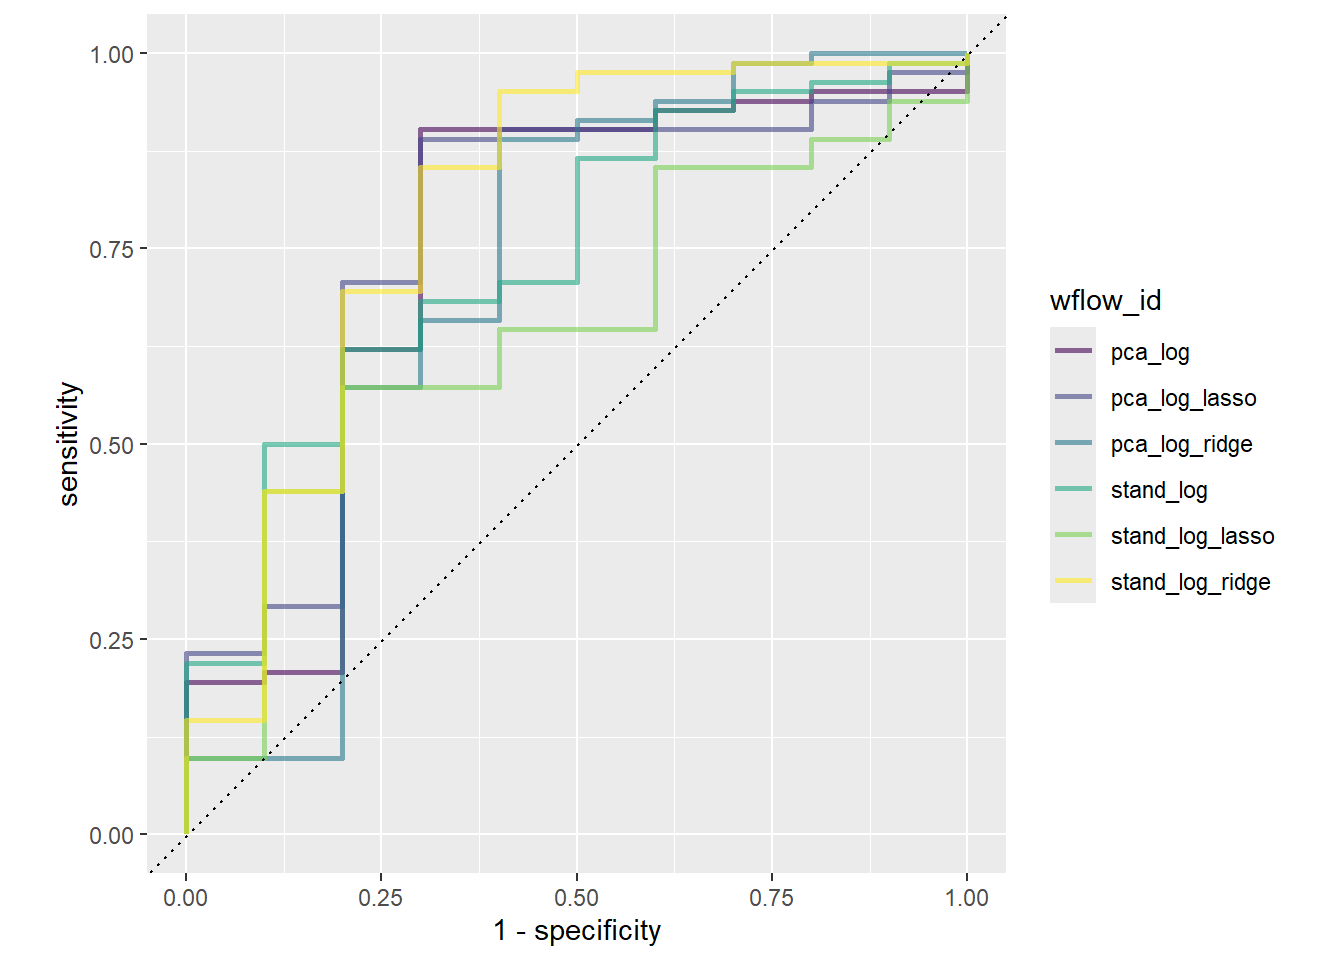 1.00
0.75
0.50
0.25
0.00
sensitivity
0.00 0.25 0.50 0.75 1.00
1 - specificity
wflow_id
pca_log
pca_log_lasso
pca_log_ridge
stand_log
stand_log_lasso
stand_log_ridge